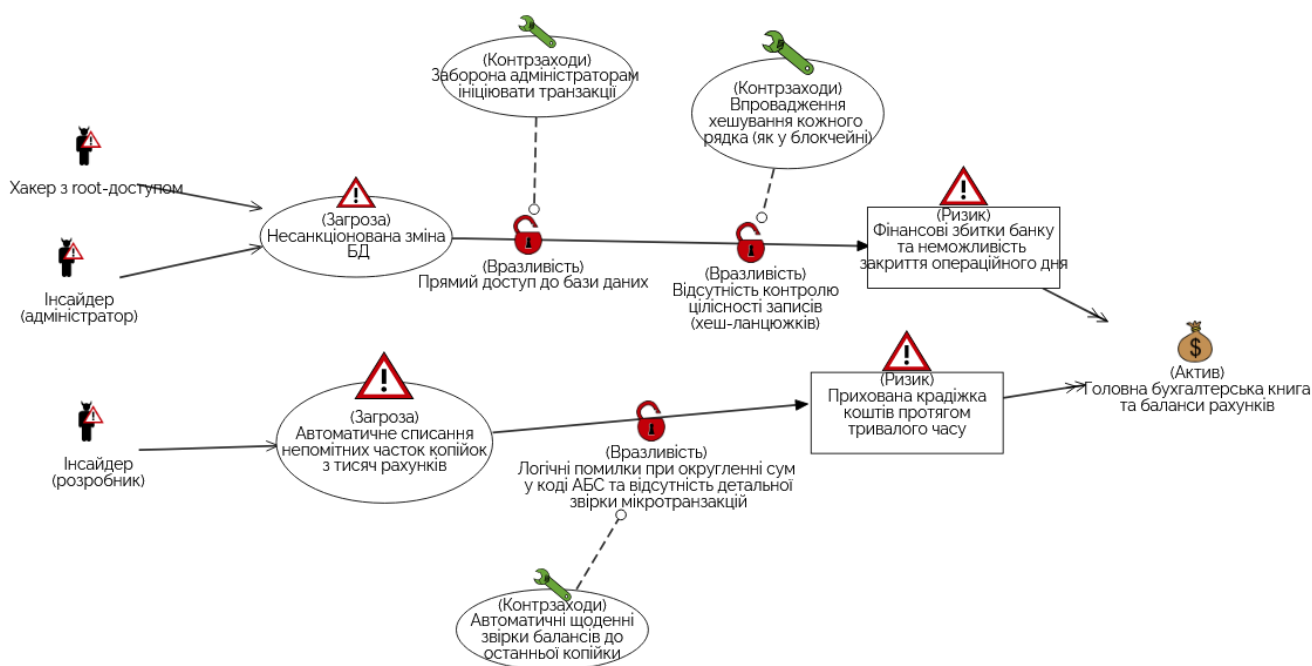 (Контрзаходи)
Заборона адміністраторам
ініціювати транзакції
(Контрзаходи)
Впровадження
хешування кожного
рядка (як у блокчейні)
Хакер з root-доступом
(Загроза)
Несанкціонована зміна
БД
(Вразливість)
Прямий доступ до бази даних
(Вразливість)
Відсутність контролю
цілісності записів
(хеш-ланцюжків)
(Ризик)
Фінансові збитки банку
та неможливість
закриття операційного дня
Інсайдер
(адміністратор)
$
(Актив)
Головна бухгалтерська книга
та баланси рахунків
Інсайдер
(розробник)
(Загроза)
Автоматичне списання
непомітних часток копійок
з тисяч рахунків
(Вразливість)
Логічні помилки при округленні сум
у коді АБС та відсутність детальної
звірки мікротранзакцій
(Ризик)
Прихована крадіжка
коштів протягом
тривалого часу
(Контрзаходи)
Автоматичні щоденні
звірки балансів до
останньої копійки